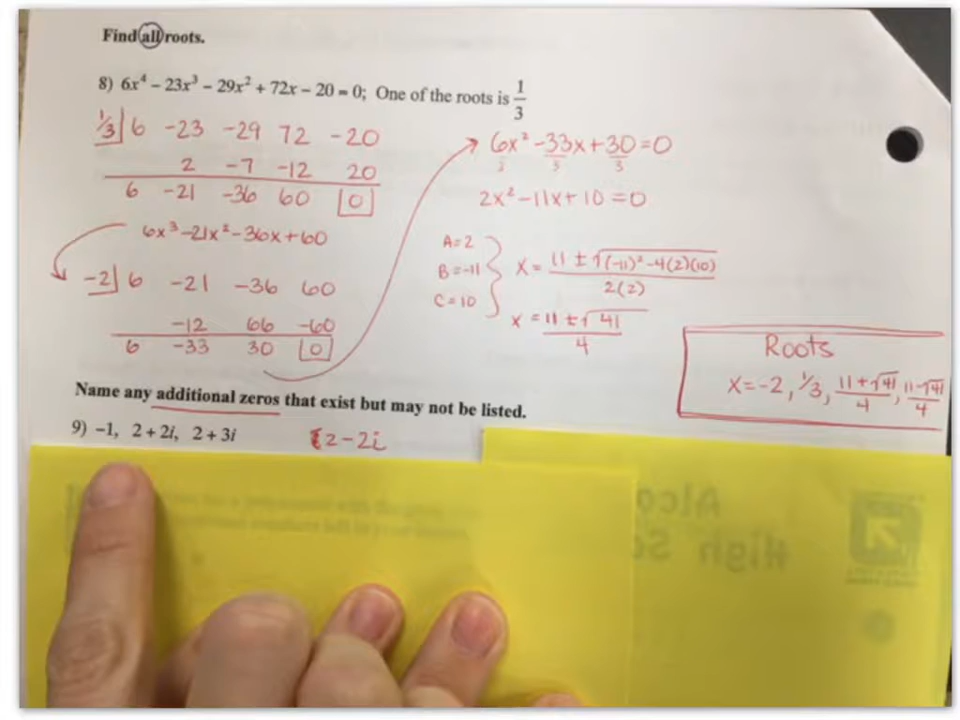 Find all roots.
8) 6x⁴ – 23x³ – 29x² + 72x – 20 = 0; One of the roots is 1/3
1/3 | 6 -23 -29 72 -20
2 -7 -12 20
6 -21 -36 60 0
6x³-21x²-36x+60
-2 | 6 -21 -36 60
-12 66 -60
6 -33 30 0
6x²-33x+30=0
3 3 3
2x²-11x+10=0
A=2
B=-11
C=10
x= (11±√((-11)²-4(2)(10)))/2(2)
x=(11±√41)/4
Roots
x=-2, 1/3, (11+√41)/4, (11-√41)/4
Name any additional zeros that exist but may not be listed.
9) –1, 2 + 2i, 2 + 3i
2-2i